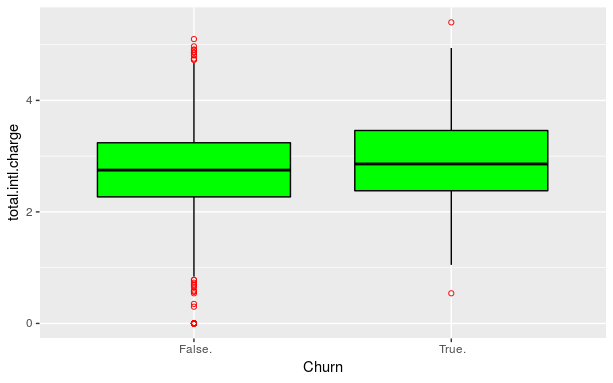 total.intl.charge
4
2
0
False.
True.
Churn